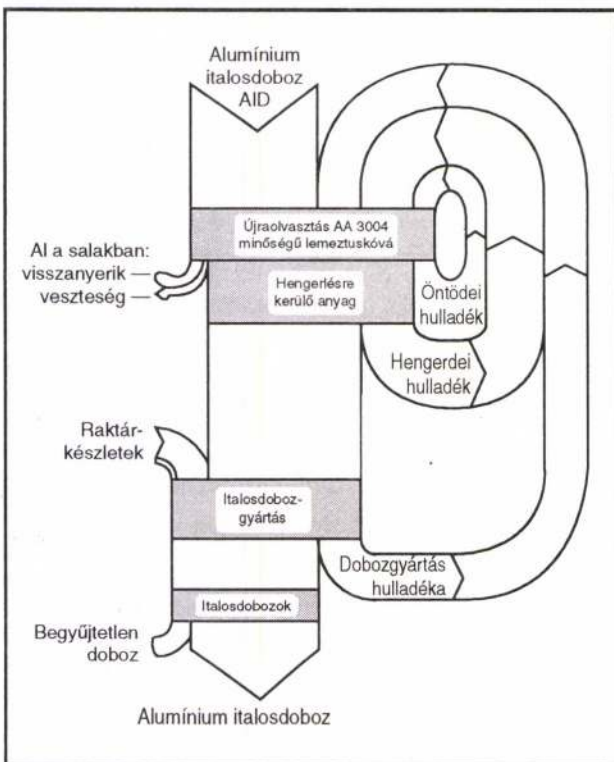 Alumínium
italosdoboz
AID
Újraolvasztás AA 3004
minőségű lemeztuskóvá
Al a salakban:
visszanyerik
veszteség
Hengerlésre
kerülő anyag
Öntödei
hulladék
Hengerdei
hulladék
Raktár-
készletek
Italosdoboz-
gyártás
Dobozgyártás
hulladéka
Italosdobozok
Begyűjtetlen
doboz
Alumínium italosdoboz